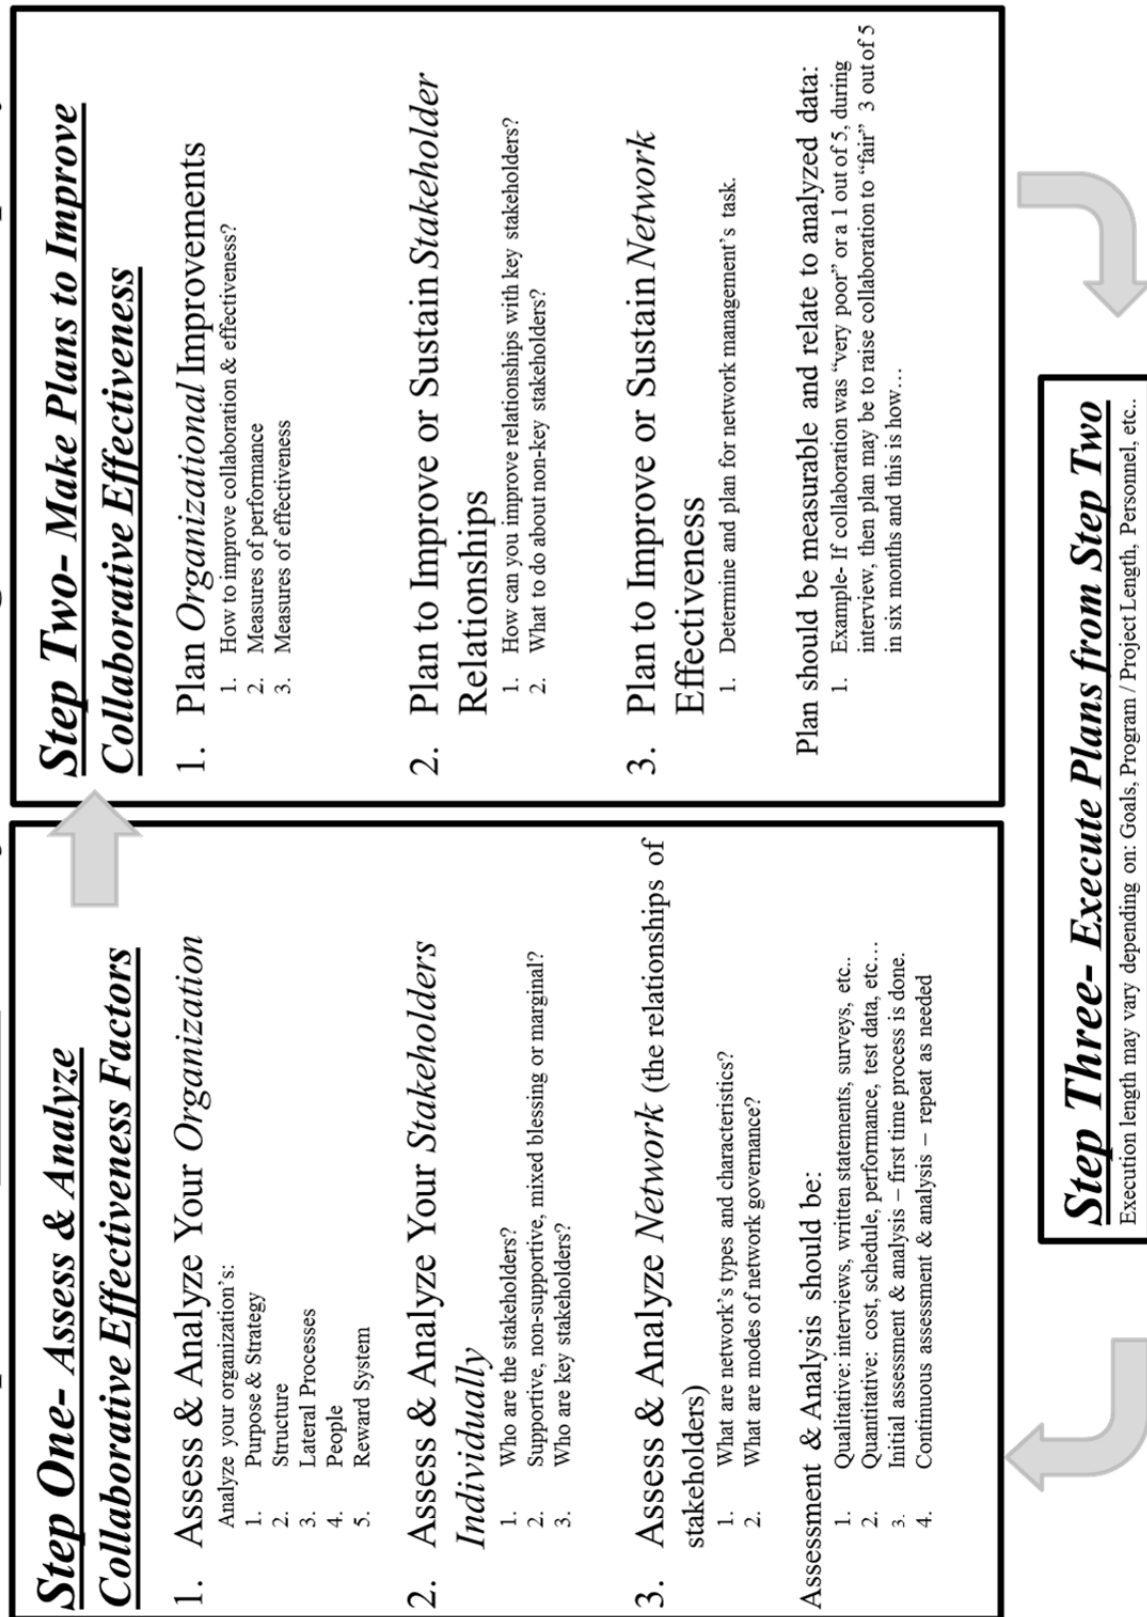 Step One- Assess & Analyze
Collaborative Effectiveness Factors
1. Assess & Analyze Your Organization
Analyze your organization's:
1. Purpose & Strategy
2. Structure
3. Lateral Processes
4. People
5. Reward System
2. Assess & Analyze Your Stakeholders
Individually
1. Who are the stakeholders?
2. Supportive, non-supportive, mixed blessing or marginal?
3. Who are key stakeholders?
3. Assess & Analyze Network (the relationships of
stakeholders)
1. What are network's types and characteristics?
2. What are modes of network governance?
Assessment & Analysis should be:
1. Qualitative: interviews, written statements, surveys, etc..
2. Quantitative: cost, schedule, performance, test data, etc…
3. Initial assessment & analysis – first time process is done.
4. Continuous assessment & analysis – repeat as needed
Step Two- Make Plans to Improve
Collaborative Effectiveness
1. Plan Organizational Improvements
1. How to improve collaboration & effectiveness?
2. Measures of performance
3. Measures of effectiveness
2. Plan to Improve or Sustain Stakeholder
Relationships
1. How can you improve relationships with key stakeholders?
2. What to do about non-key stakeholders?
3. Plan to Improve or Sustain Network
Effectiveness
1. Determine and plan for network management's task.
Plan should be measurable and relate to analyzed data:
1. Example- If collaboration was "very poor" or a 1 out of 5, during
interview, then plan may be to raise collaboration to "fair" 3 out of 5
in six months and this is how…
Step Three- Execute Plans from Step Two
Execution length may vary depending on: Goals, Program / Project Length, Personnel, etc..